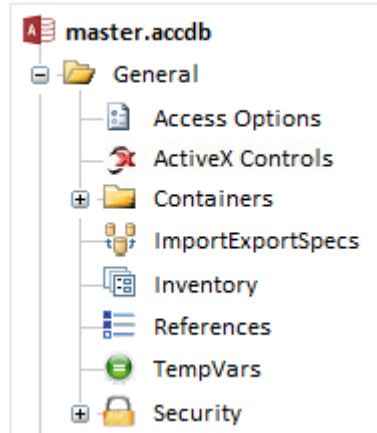 master.accdb
General
Access Options
ActiveX Controls
Containers
ImportExportSpecs
Inventory
References
TempVars
Security